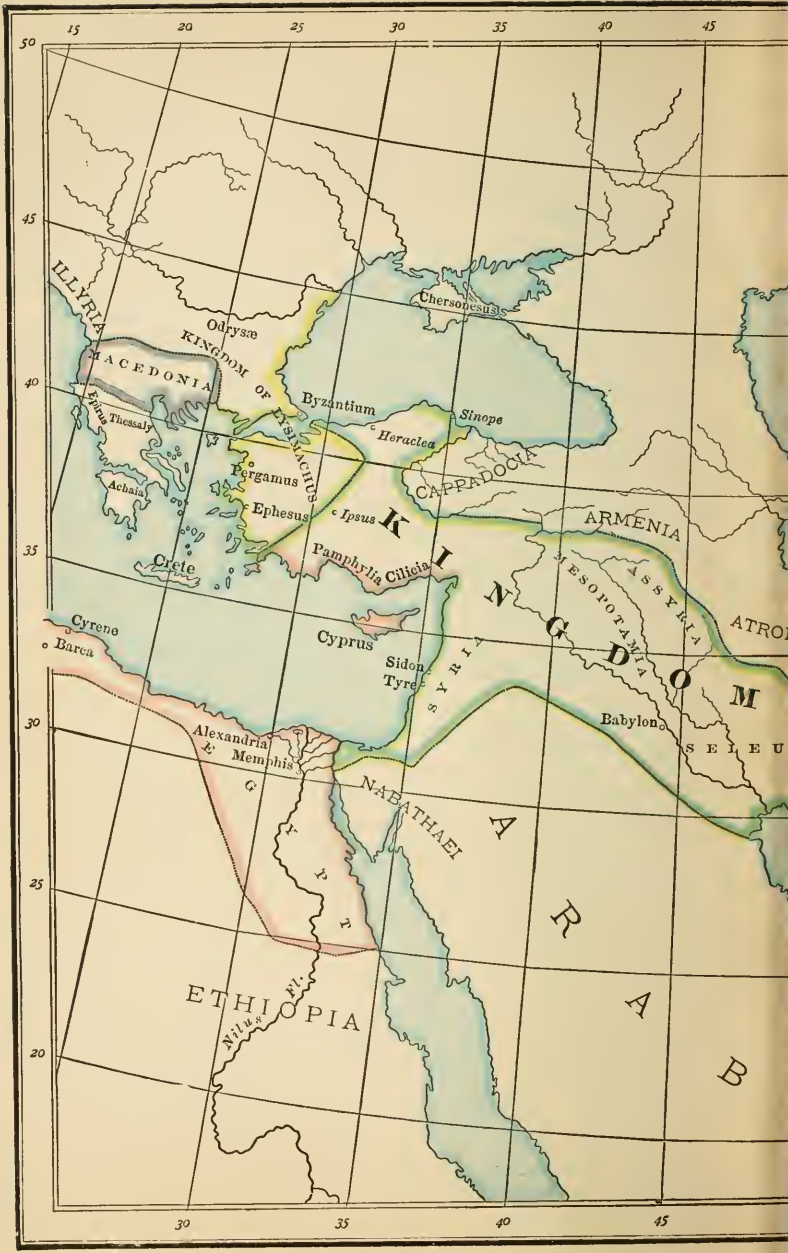 15 20 25 30 35 40 45
50
45
40
35
30
25
20
ILLYRIA
Chersonesus
Odrysæ
MACEDONIA
KINGDOM OF LYSIMACHUS
Byzantium
Sinope
Heraclea
Epirus
Thessaly
CAPPADOCIA
Pergamus
Achaia
Ephesus
Ipsus
KINGDOM
ARMENIA
Crete
Pamphylia
Cilicia
MESOPOTAMIA
ASSYRIA
ATRO
Cyrene
Barca
Cyprus
Sidon
Tyre
SYRIA
Babylon
SELEU
Alexandria
Memphis
EGYPT
NABATHAEI
ARAB
ETHIOPIA
Nilus Fl.
30 35 40 45